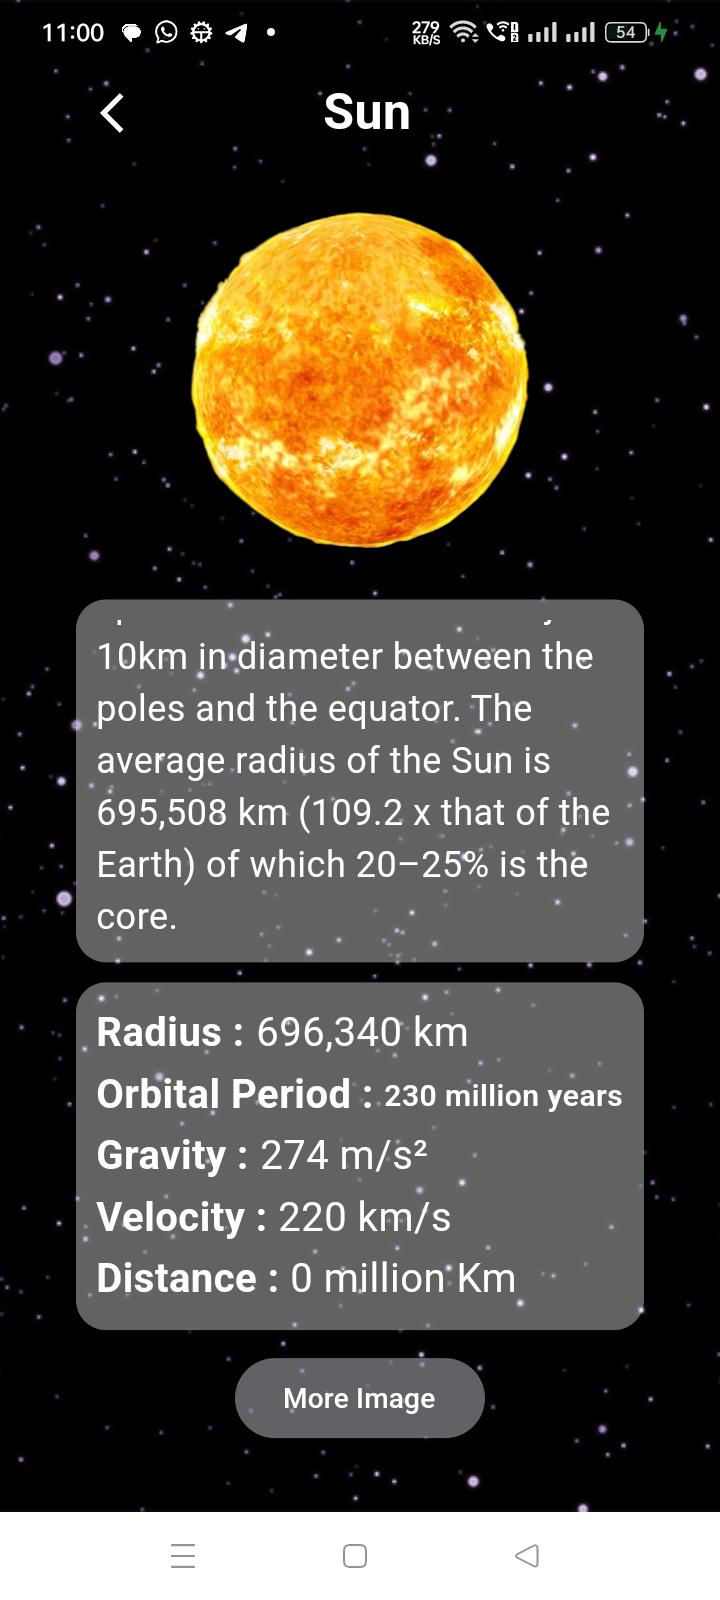 11:00
279
KB/S
1
2
54
Sun
10km in diameter between the
poles and the equator. The
average radius of the Sun is
695,508 km (109.2 x that of the
Earth) of which 20–25% is the
core.
Radius : 696,340 km
Orbital Period : 230 million years
Gravity : 274 m/s²
Velocity : 220 km/s
Distance : 0 million Km
More Image